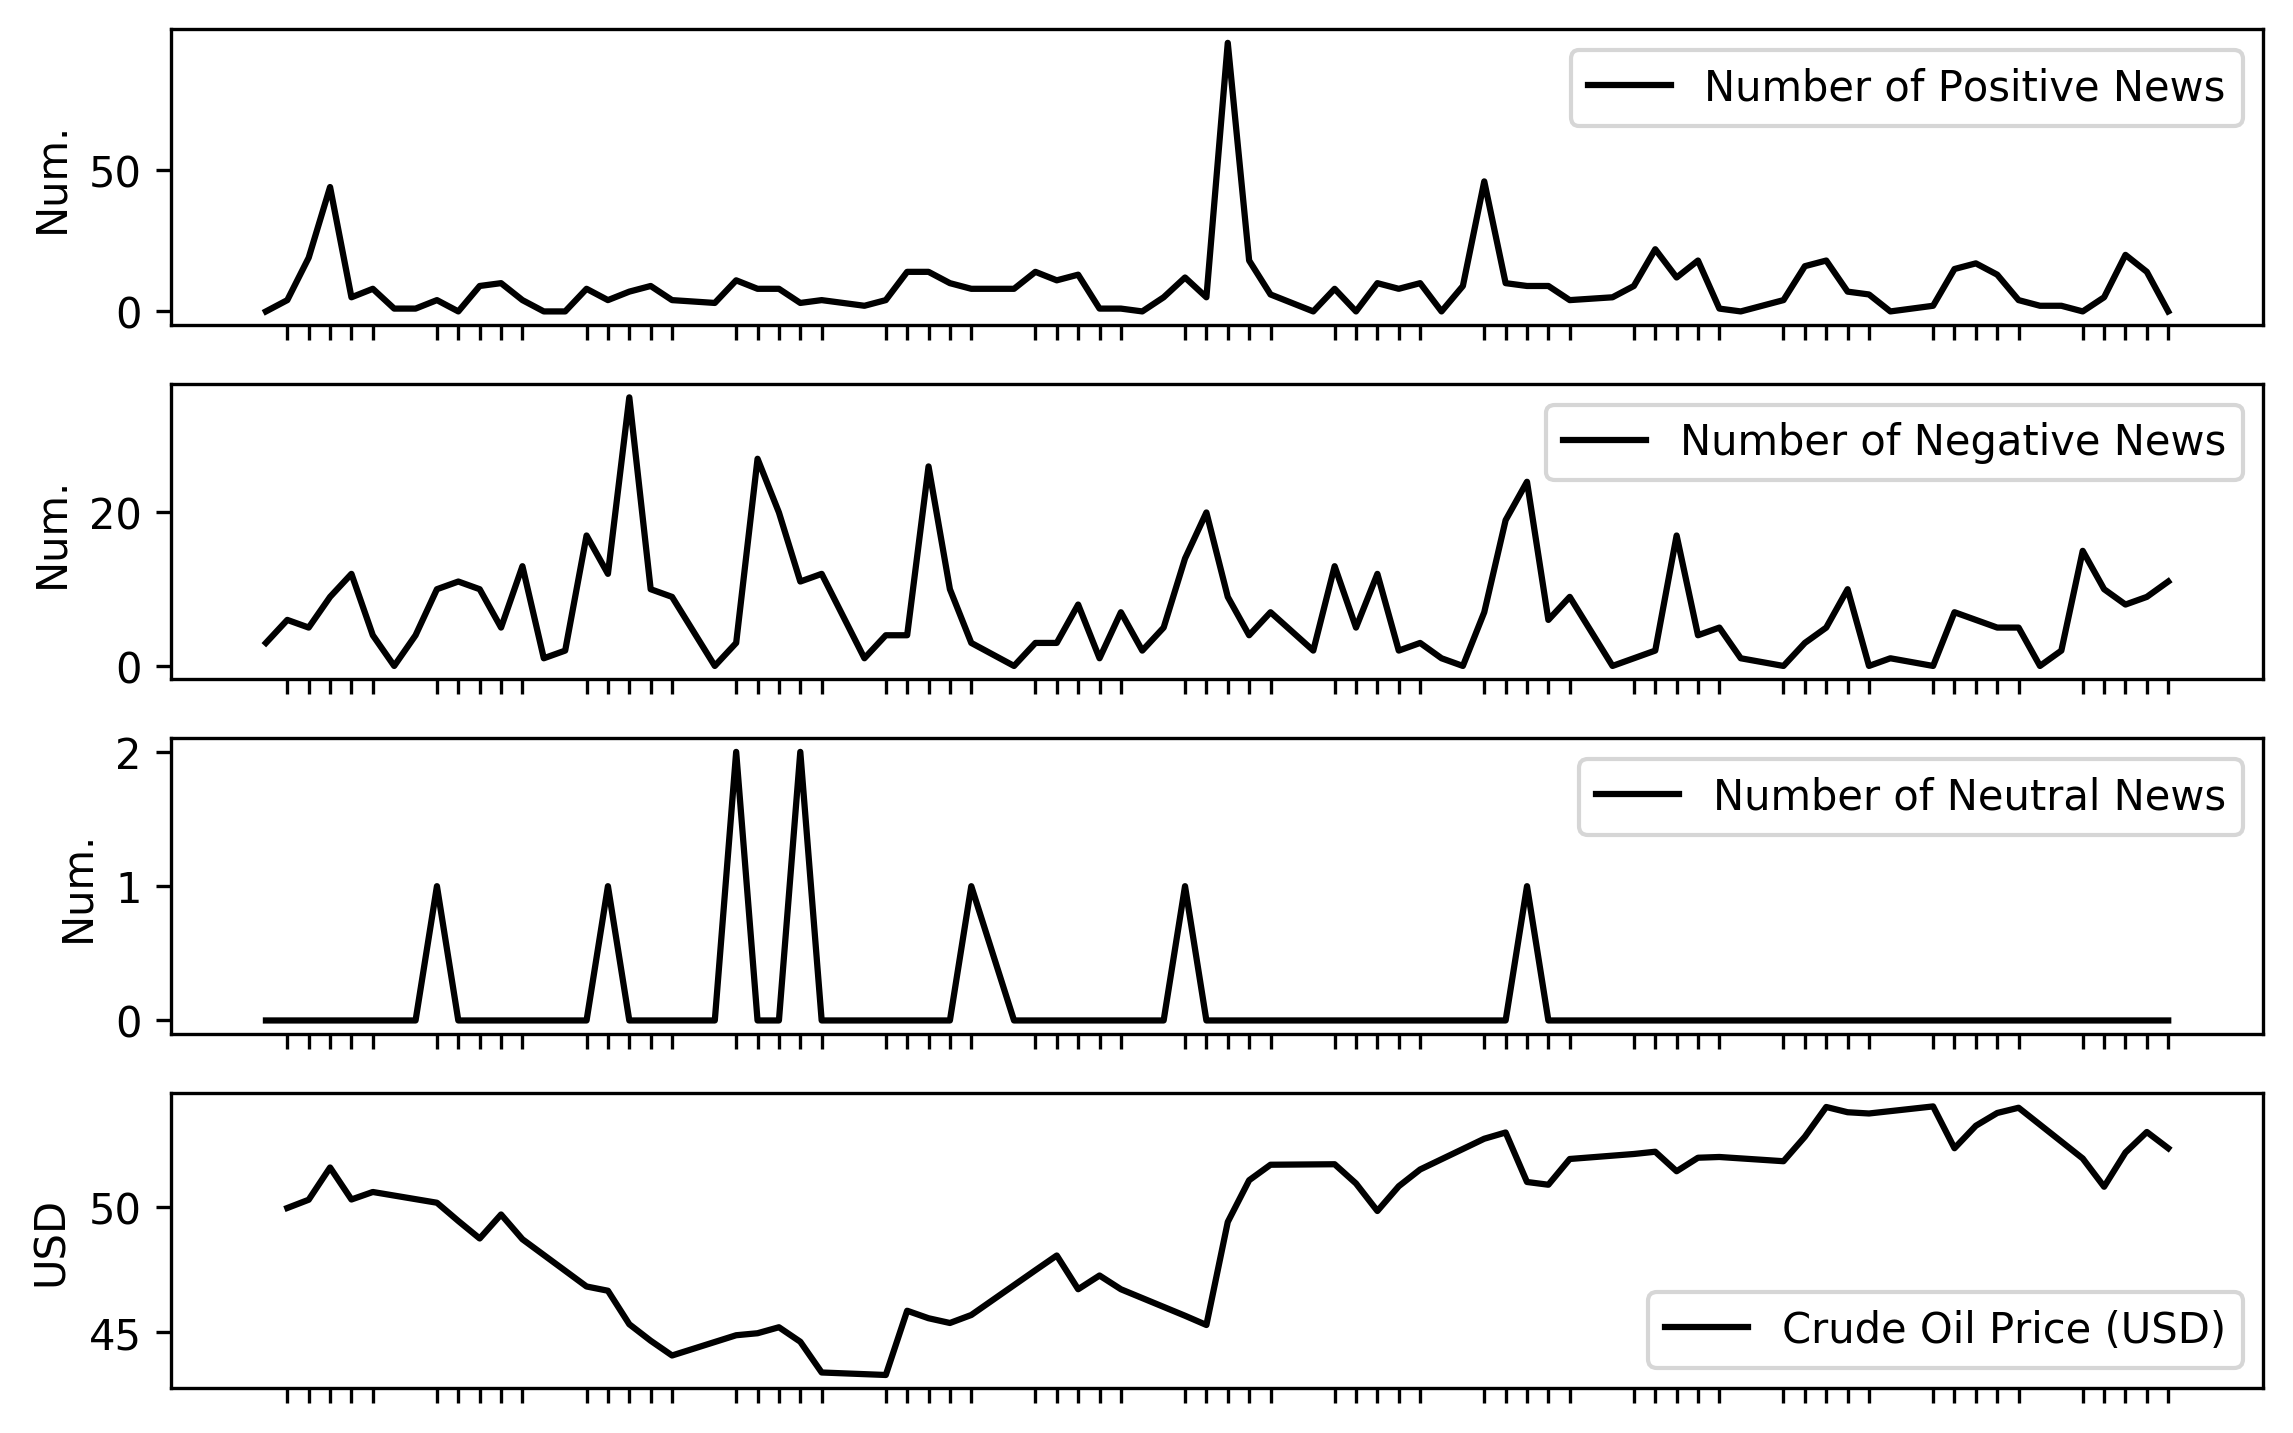 Num.
50
0
Number of Positive News
Num.
20
0
Number of Negative News
Num.
2
1
0
Number of Neutral News
USD
50
45
Crude Oil Price (USD)